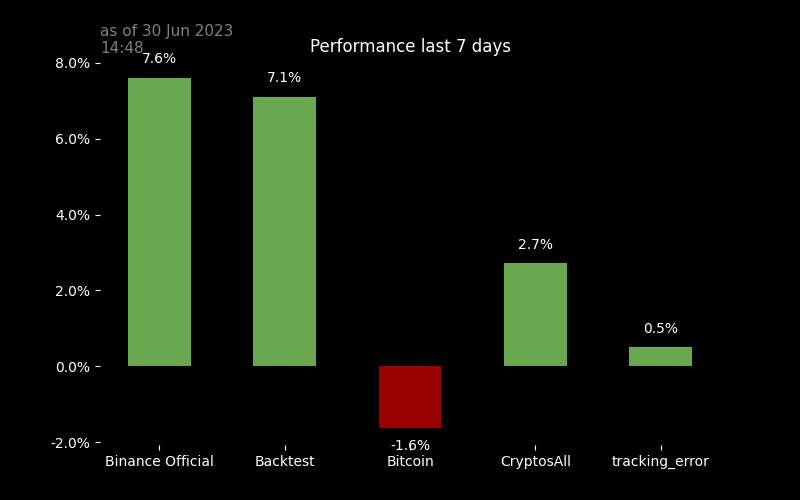 as of 30 Jun 2023
14:48
Performance last 7 days
8.0%
6.0%
4.0%
2.0%
0.0%
-2.0%
7.6%
7.1%
-1.6%
2.7%
0.5%
Binance Official
Backtest
Bitcoin
CryptosAll
tracking_error